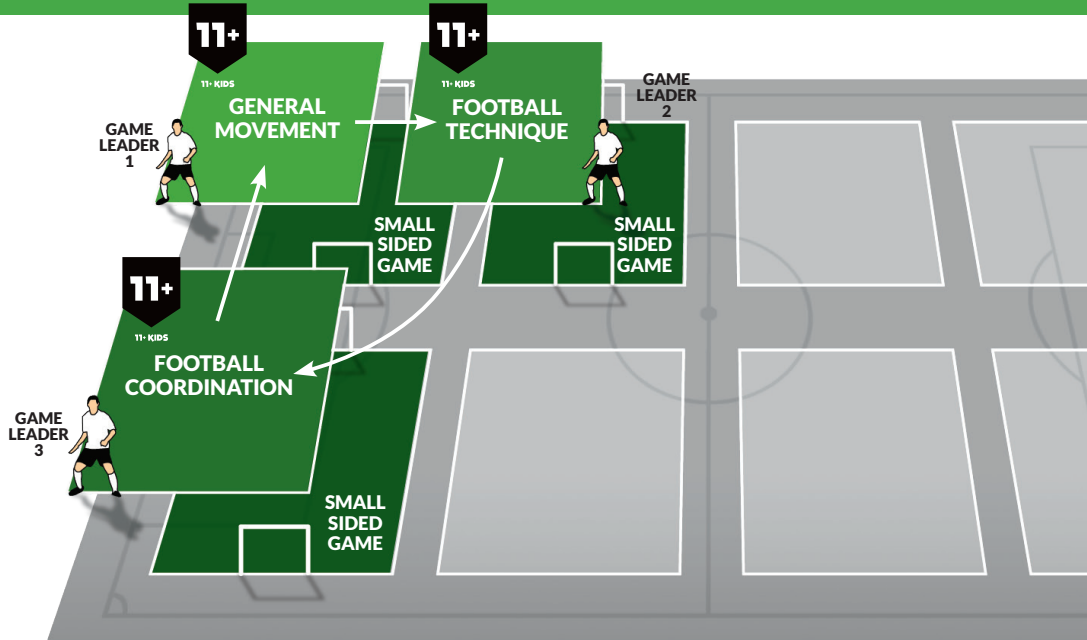 11+
11+ KIDS
GENERAL
MOVEMENT
GAME
LEADER
1
11+
11+ KIDS
FOOTBALL
TECHNIQUE
GAME
LEADER
2
SMALL
SIDED
GAME
SMALL
SIDED
GAME
11+
11+ KIDS
FOOTBALL
COORDINATION
GAME
LEADER
3
SMALL
SIDED
GAME